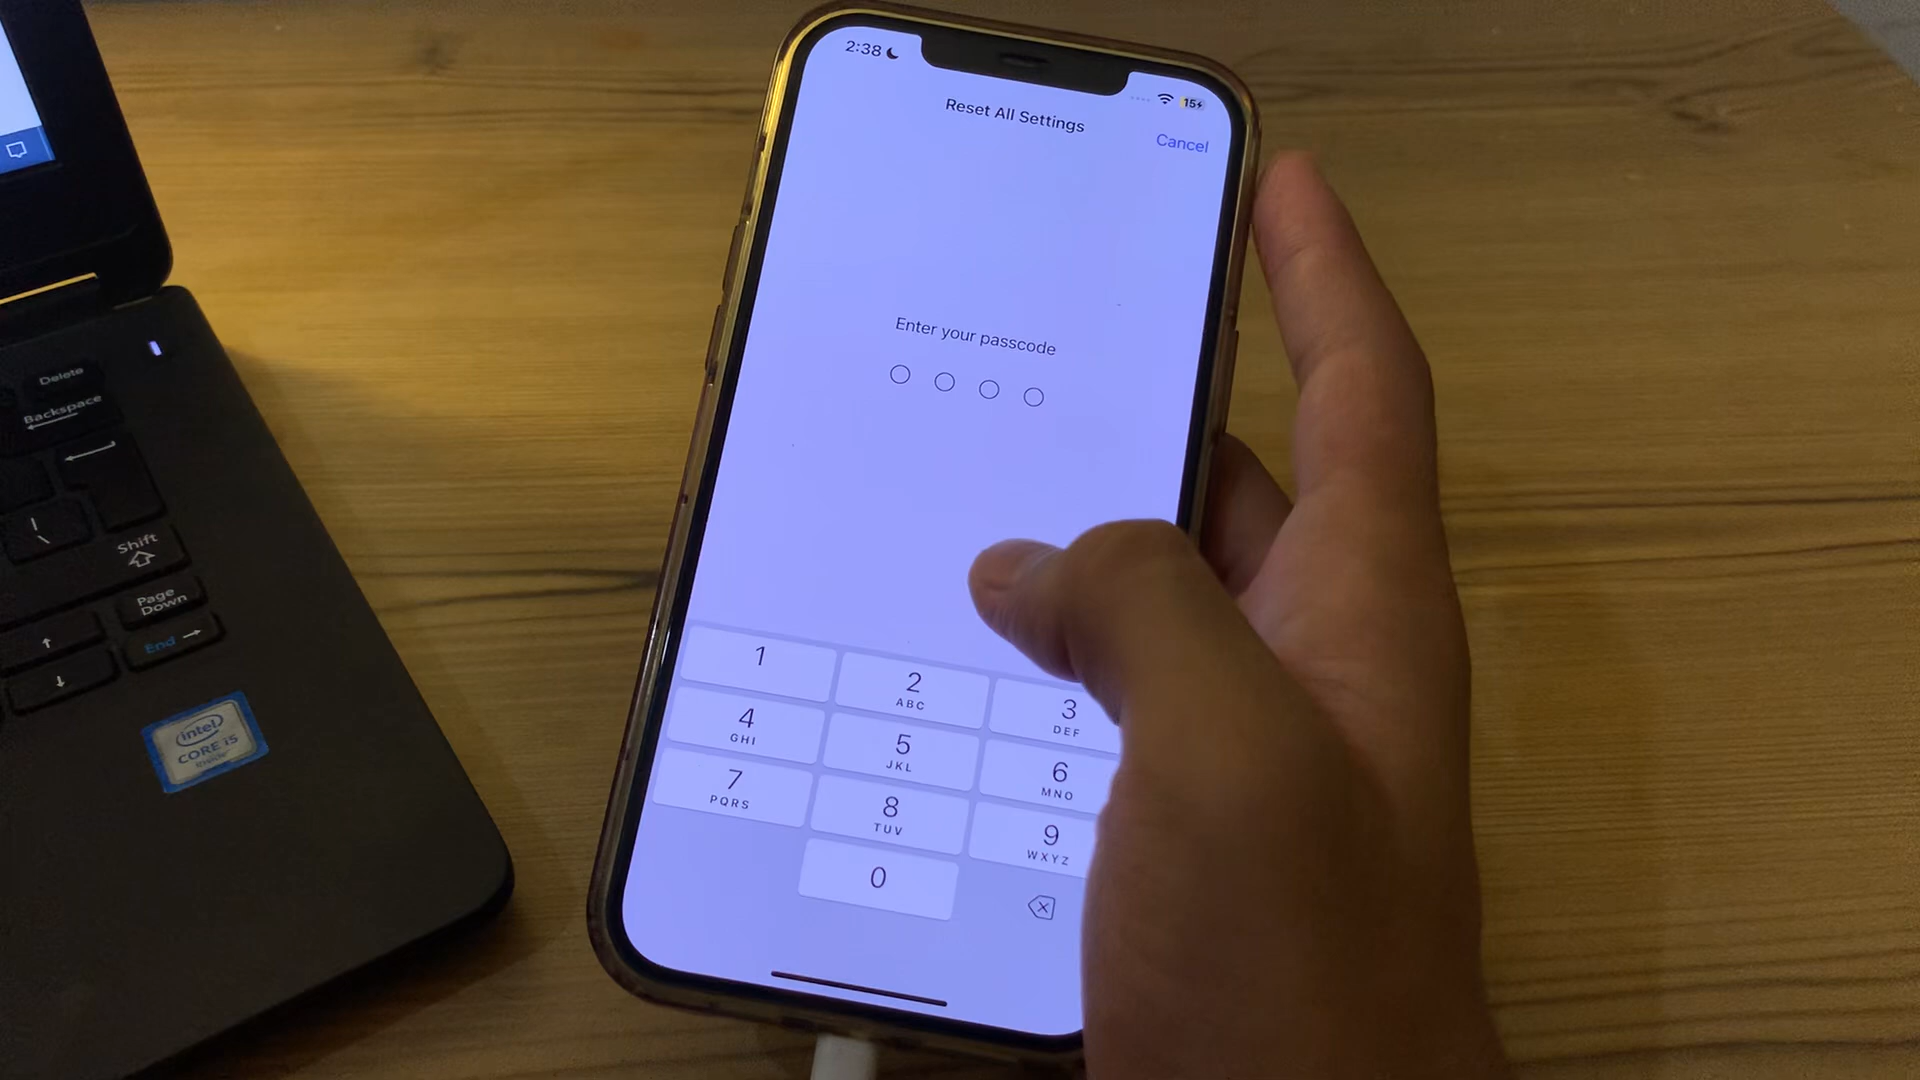 2:38
15
Reset All Settings
Cancel
Enter your passcode
1
2
ABC
3
DEF
4
GHI
5
JKL
6
MNO
7
PQRS
8
TUV
9
WXYZ
0
Delete
Backspace
\
Shift
Page
Down
End
intel
CORE i5
inside